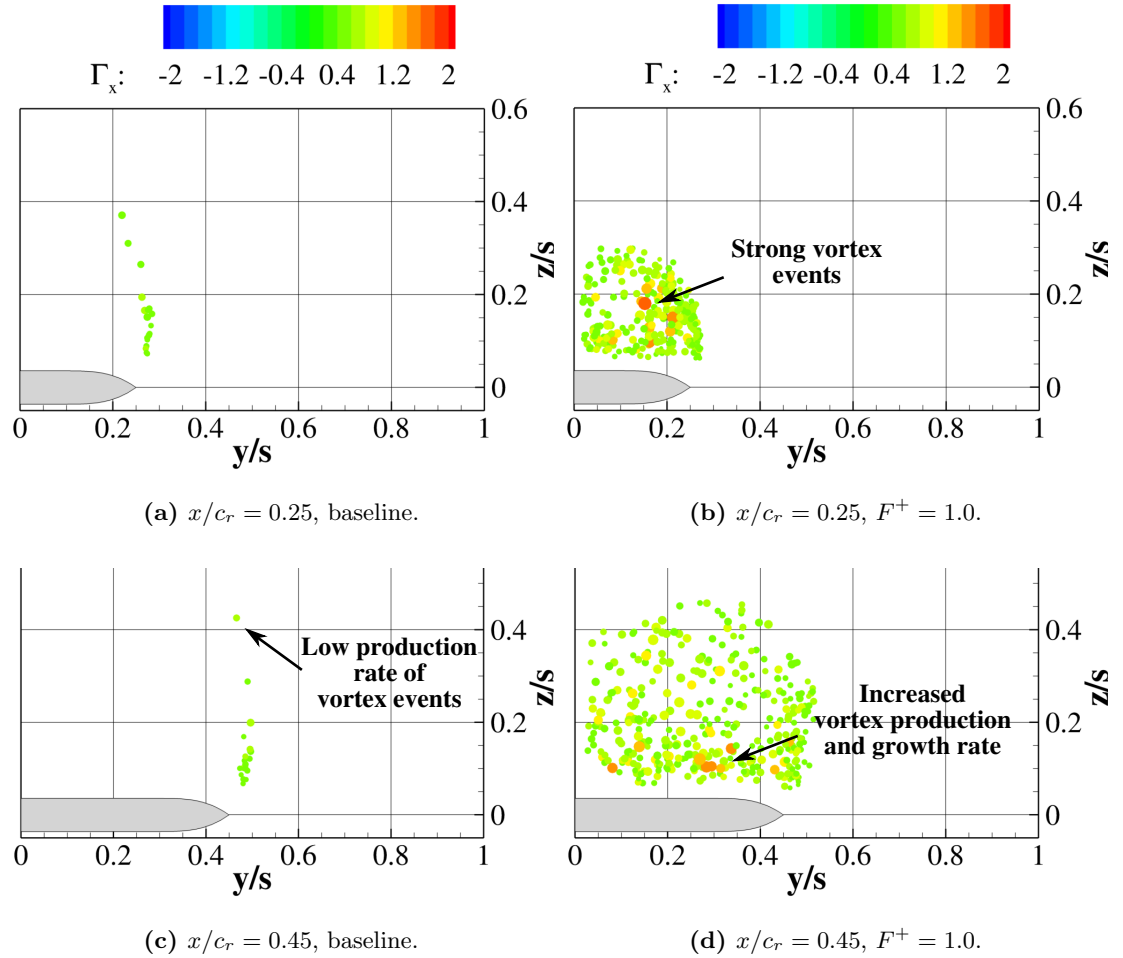 Γx: -2 -1.2 -0.4 0.4 1.2 2
Γx: -2 -1.2 -0.4 0.4 1.2 2
0.6
0.4
z/s
0.2
0
0 0.2 0.4 0.6 0.8 1
y/s
(a) x/cr = 0.25, baseline.
0.6
0.4
z/s
Strong vortex
events
0.2
0
0 0.2 0.4 0.6 0.8 1
y/s
(b) x/cr = 0.25, F+ = 1.0.
0.4
Low production
rate of
vortex events
z/s
0.2
0
0 0.2 0.4 0.6 0.8 1
y/s
(c) x/cr = 0.45, baseline.
0.4
z/s
Increased
vortex production
and growth rate
0.2
0
0 0.2 0.4 0.6 0.8 1
y/s
(d) x/cr = 0.45, F+ = 1.0.